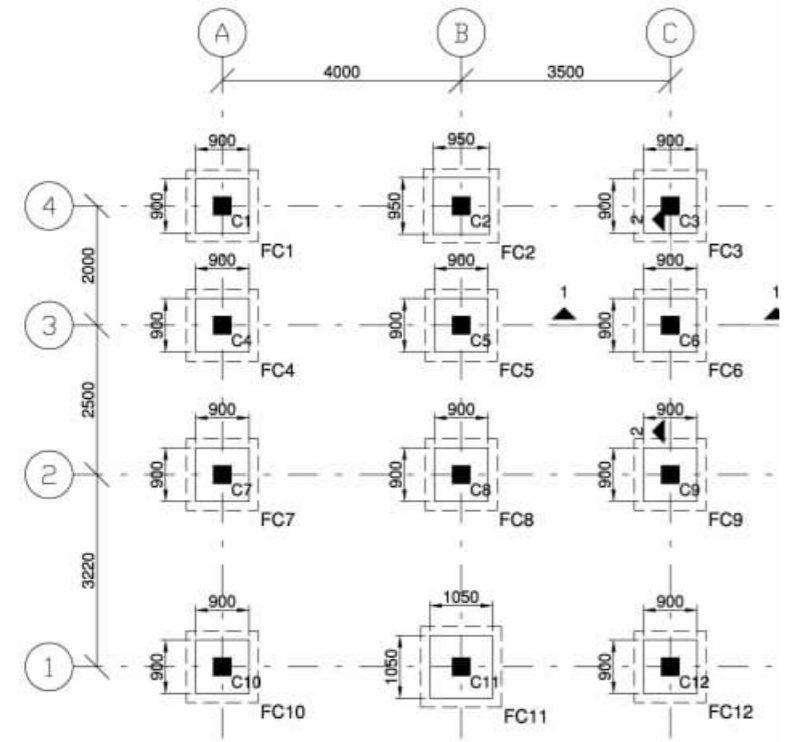 A B C
4000 3500
900 950 900
4 900 C1 950 C2 900 2 C3
FC1 FC2 FC3
2000 900 900 900
1 1
3 900 C4 900 C5 900 C6
FC4 FC5 FC6
2500 900 900 900
2
2 900 C7 900 C8 900 C9
FC7 FC8 FC9
3220
900 1050 900
1 900 C10 1050 C11 900 C12
FC10 FC11 FC12